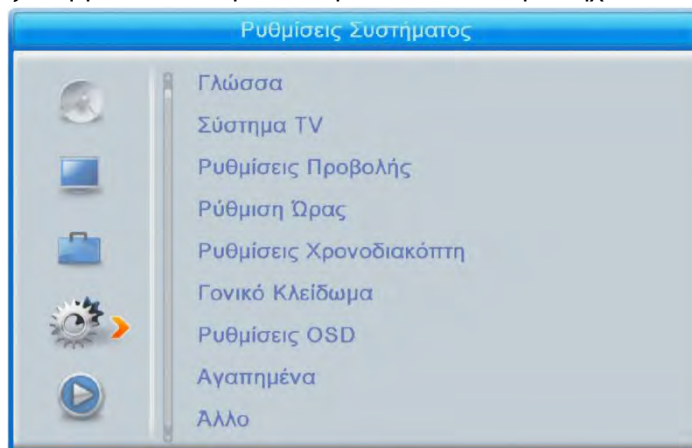 Ρυθμίσεις Συστήματος
Γλώσσα
Σύστημα TV
Ρυθμίσεις Προβολής
Ρύθμιση Ώρας
Ρυθμίσεις Χρονοδιακόπτη
Γονικό Κλείδωμα
Ρυθμίσεις OSD
Αγαπημένα
Άλλο